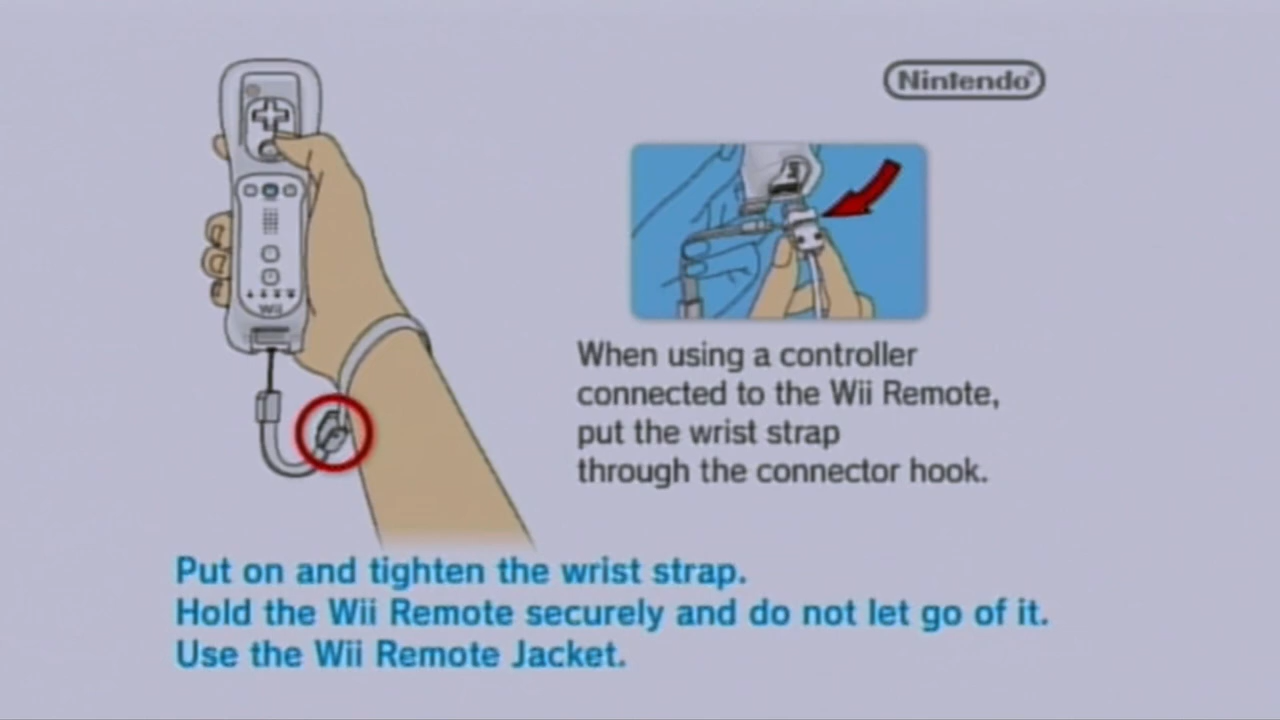 Nintendo
Wii
When using a controller
connected to the Wii Remote,
put the wrist strap
through the connector hook.
Put on and tighten the wrist strap.
Hold the Wii Remote securely and do not let go of it.
Use the Wii Remote Jacket.